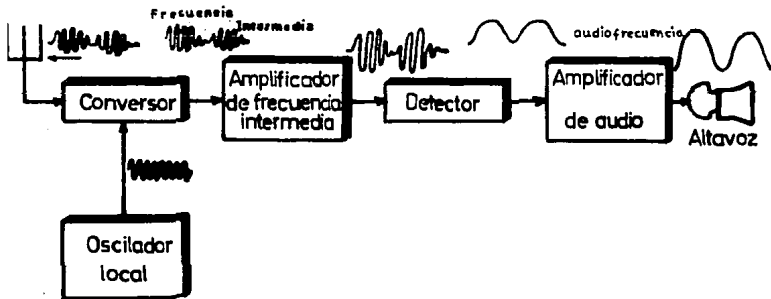 Frecuencia
Intermedia
audiofrecuencia
Conversor
Amplificador
de frecuencia
intermedia
Detector
Amplificador
de audio
Altavoz
Oscilador
local